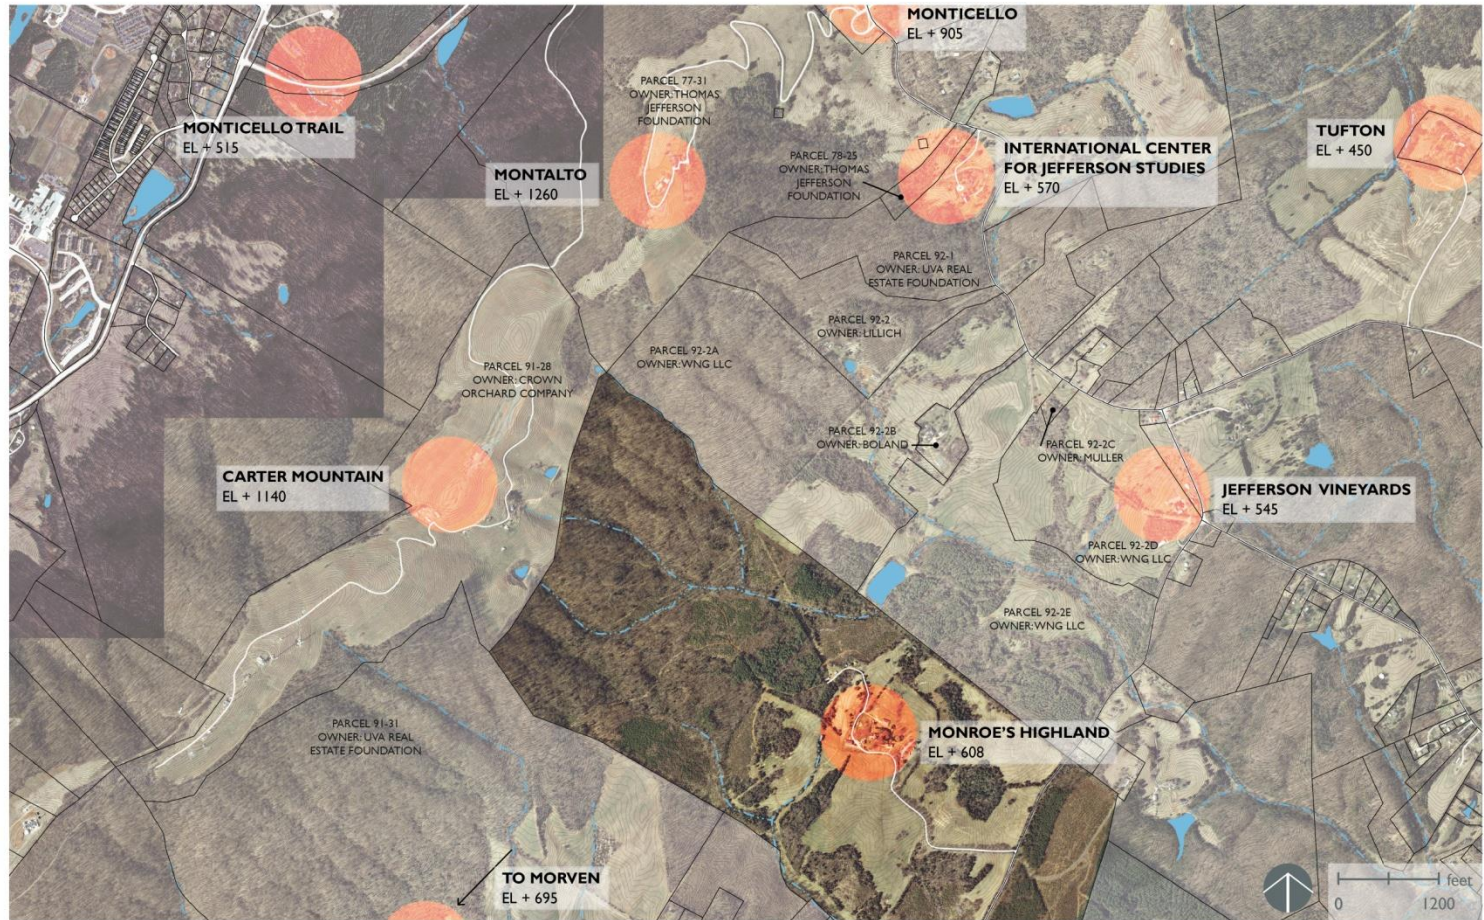 MONTICELLO
EL + 905
PARCEL 77-31
OWNER: THOMAS
JEFFERSON
FOUNDATION
MONTICELLO TRAIL
EL + 515
TUFTON
EL + 450
INTERNATIONAL CENTER
FOR JEFFERSON STUDIES
EL + 570
PARCEL 78-25
OWNER: THOMAS
JEFFERSON
FOUNDATION
MONTALTO
EL + 1260
PARCEL 92-1
OWNER: UVA REAL
ESTATE FOUNDATION
PARCEL 92-2
OWNER: LILLICH
PARCEL 92-2A
OWNER: WNG LLC
PARCEL 91-28
OWNER: CROWN
ORCHARD COMPANY
PARCEL 92-2B
OWNER: BOLAND
PARCEL 92-2C
OWNER: MULLER
CARTER MOUNTAIN
EL + 1140
JEFFERSON VINEYARDS
EL + 545
PARCEL 92-2D
OWNER: WNG LLC
PARCEL 92-2E
OWNER: WNG LLC
PARCEL 91-31
OWNER: UVA REAL
ESTATE FOUNDATION
MONROE'S HIGHLAND
EL + 608
TO MORVEN
EL + 695
feet
0 1200